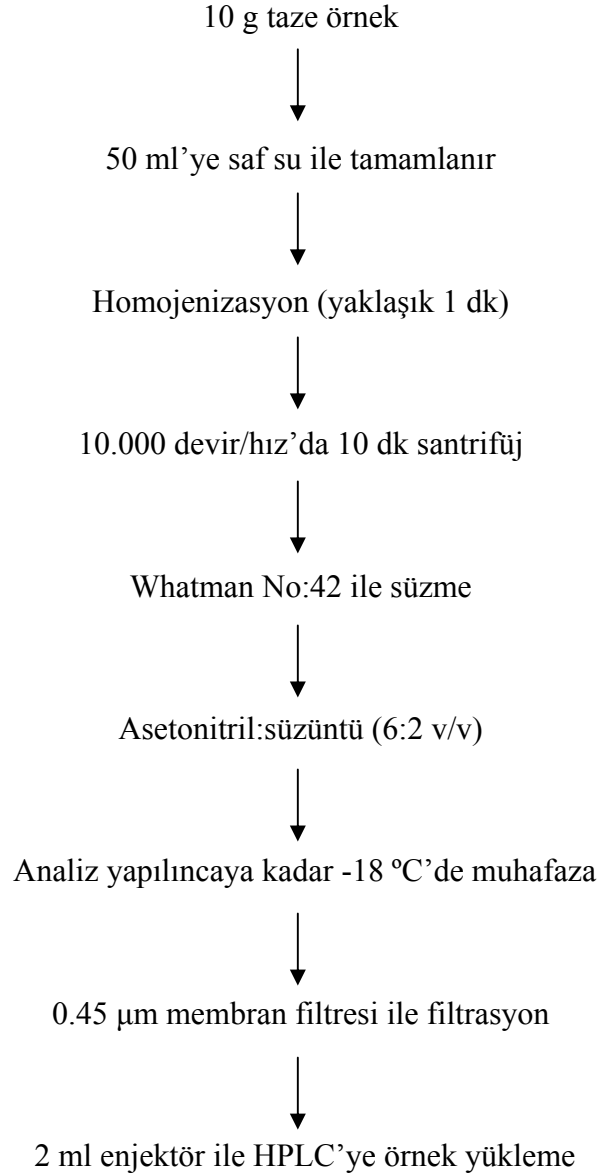 10 g taze örnek
50 ml’ye saf su ile tamamlanır
Homojenizasyon (yaklaşık 1 dk)
10.000 devir/hız’da 10 dk santrifüj
Whatman No:42 ile süzme
Asetonitril:süzüntü (6:2 v/v)
Analiz yapılıncaya kadar -18 ºC’de muhafaza
0.45 μm membran filtresi ile filtrasyon
2 ml enjektör ile HPLC’ye örnek yükleme